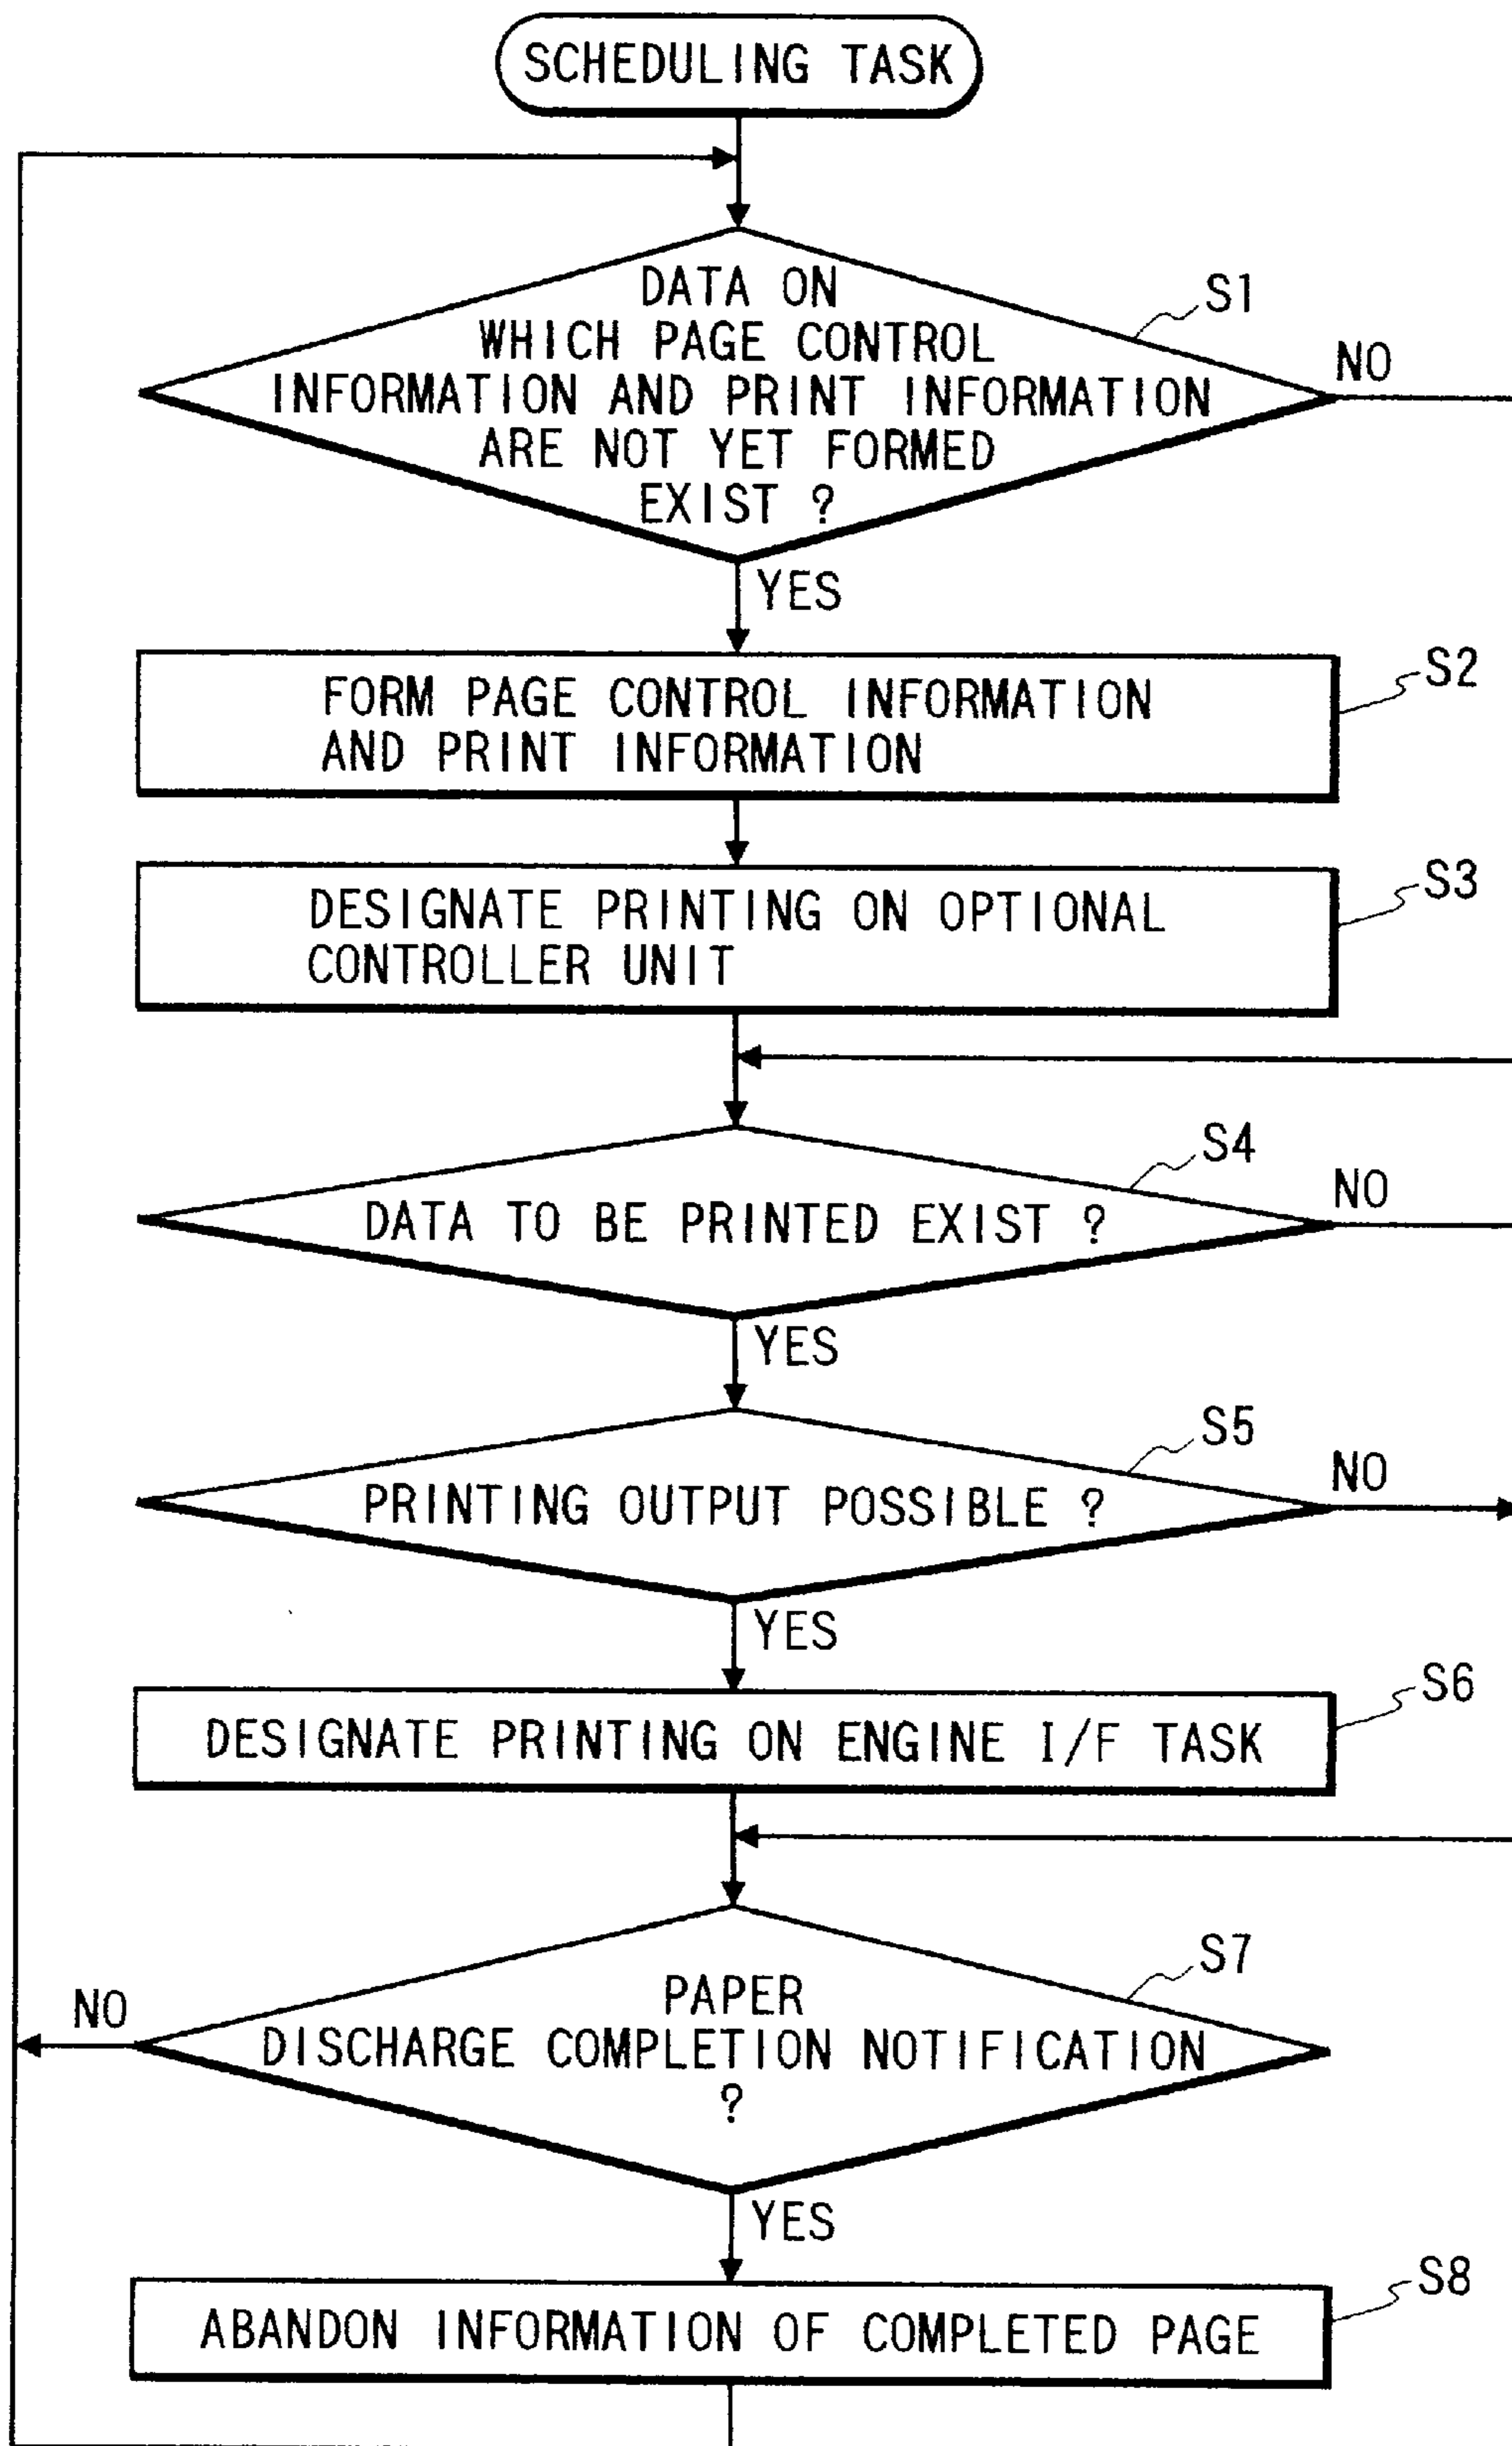 SCHEDULING TASK
DATA ON
WHICH PAGE CONTROL
INFORMATION AND PRINT INFORMATION
ARE NOT YET FORMED
EXIST ?
S1
NO
YES
S2
FORM PAGE CONTROL INFORMATION
AND PRINT INFORMATION
S3
DESIGNATE PRINTING ON OPTIONAL
CONTROLLER UNIT
S4
NO
DATA TO BE PRINTED EXIST ?
YES
S5
NO
PRINTING OUTPUT POSSIBLE ?
YES
S6
DESIGNATE PRINTING ON ENGINE I/F TASK
S7
NO
PAPER
DISCHARGE COMPLETION NOTIFICATION
?
YES
S8
ABANDON INFORMATION OF COMPLETED PAGE